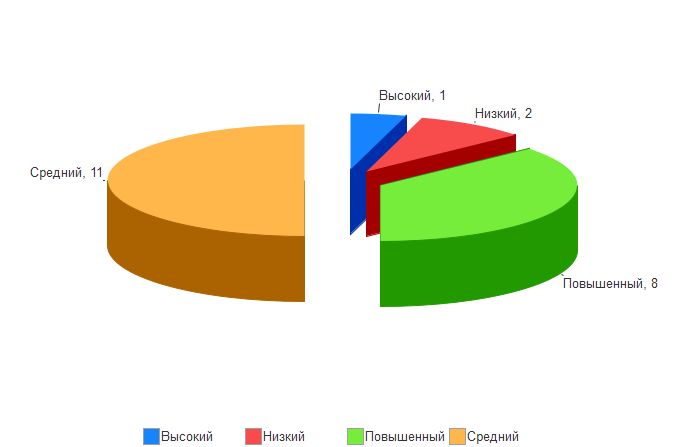 Высокий, 1
Низкий, 2
Средний, 11
Повышенный, 8
Высокий Низкий Повышенный Средний